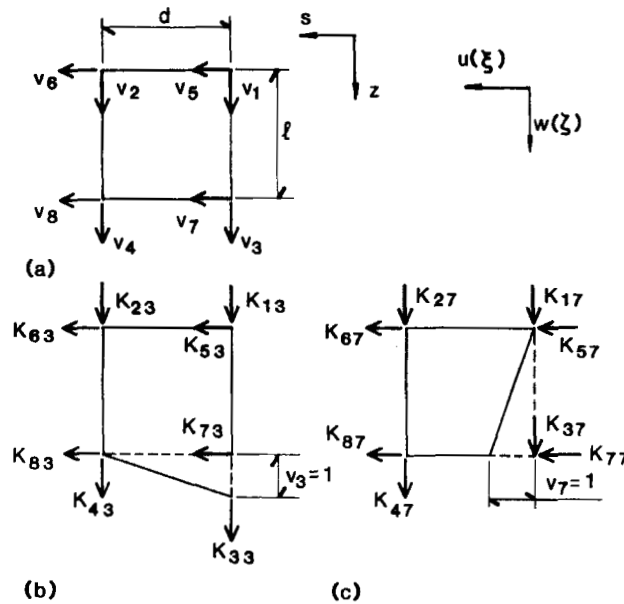 d
s
z
u(ξ)
w(ζ)
v6 v2 v5 v1
ℓ
v8 v7
v4 v3
(a)
K23 K13
K63 K53
K73
K83 v3=1
K43
K33
(b)
K27 K17
K67 K57
K37
K87 K77
K47 v7=1
(c)